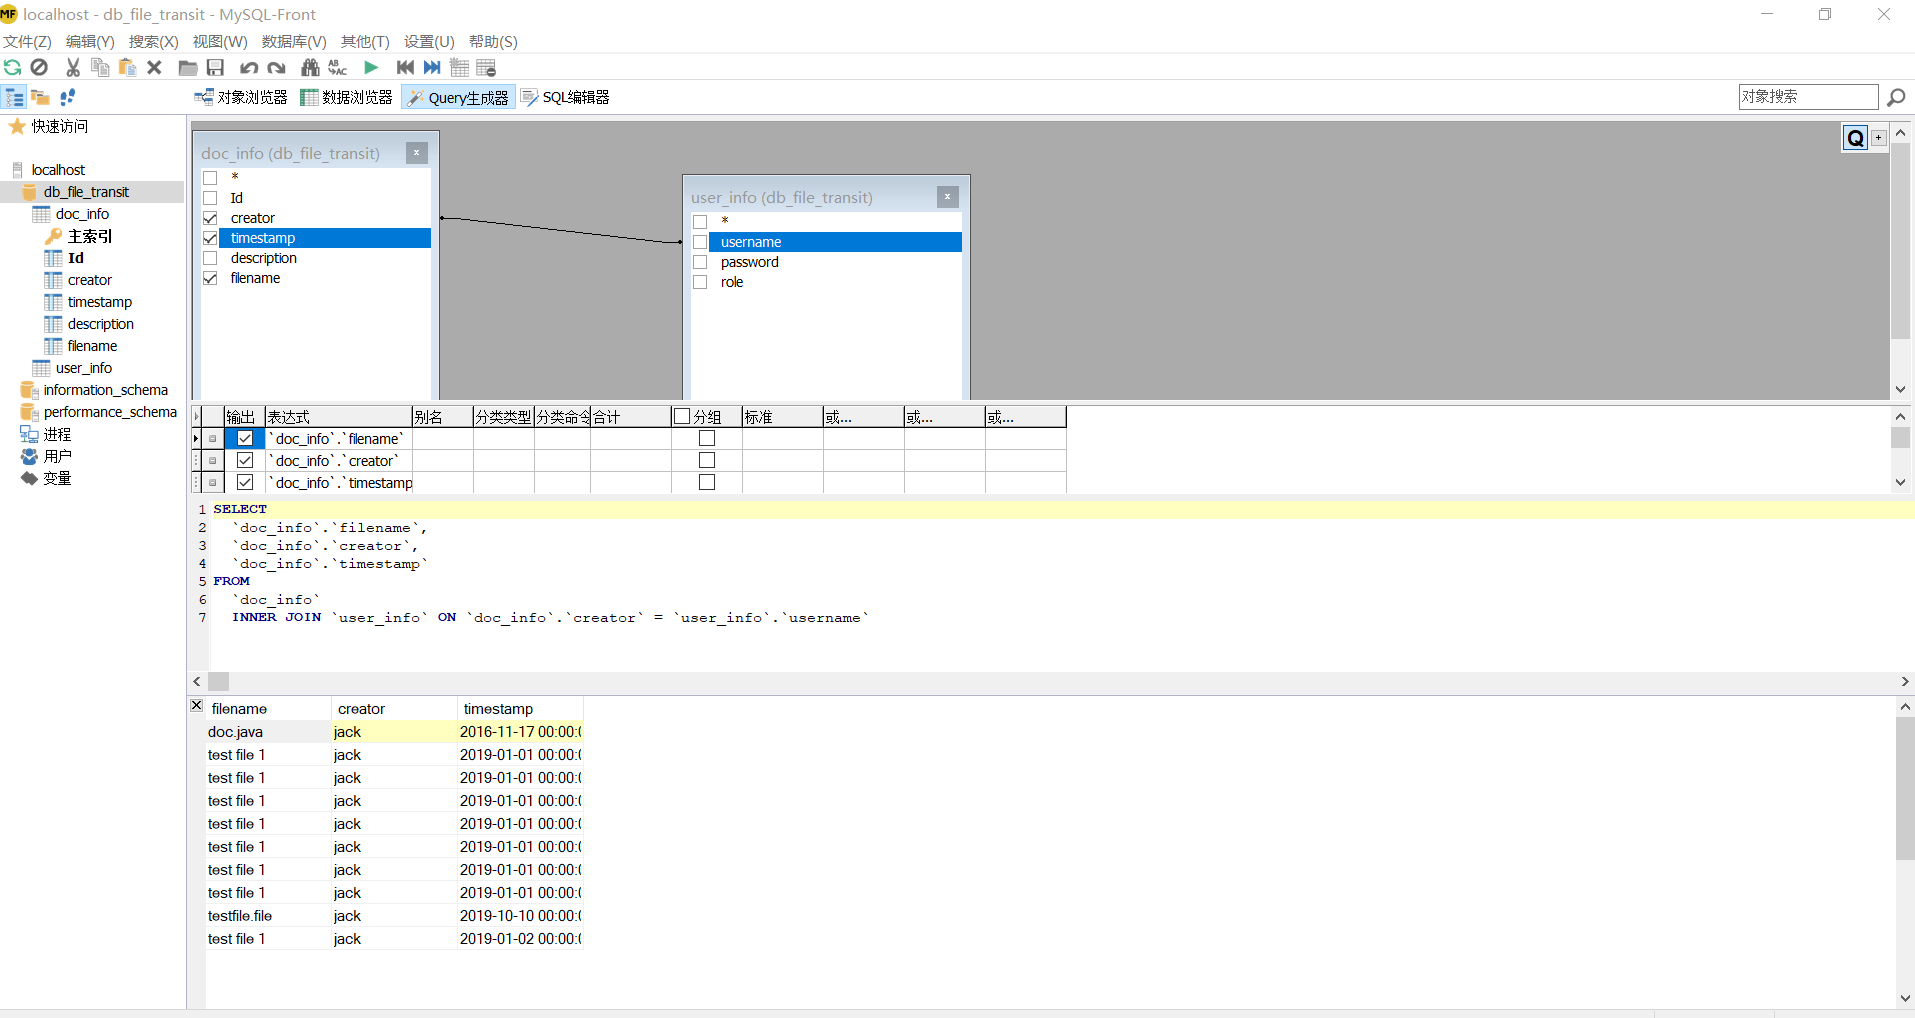 localhost - db_file_transit - MySQL-Front
文件(Z) 编辑(Y) 搜索(X) 视图(W) 数据库(V) 其他(T) 设置(U) 帮助(S)
对象浏览器 数据浏览器 Query生成器 SQL编辑器 对象搜索
快速访问
localhost
db_file_transit
doc_info
主索引
Id
creator
timestamp
description
filename
user_info
information_schema
performance_schema
进程
用户
变量
doc_info (db_file_transit)
*
Id
creator
timestamp
description
filename
user_info (db_file_transit)
*
username
password
role
Q
输出 表达式 别名 分类类型 分类命令 合计 分组 标准 或... 或... 或...
`doc_info`.`filename`
`doc_info`.`creator`
`doc_info`.`timestamp
1 SELECT
2 `doc_info`.`filename`,
3 `doc_info`.`creator`,
4 `doc_info`.`timestamp`
5 FROM
6 `doc_info`
7 INNER JOIN `user_info` ON `doc_info`.`creator` = `user_info`.`username`
filename creator timestamp
doc.java jack 2016-11-17 00:00:0
test file 1 jack 2019-01-01 00:00:0
test file 1 jack 2019-01-01 00:00:0
test file 1 jack 2019-01-01 00:00:0
test file 1 jack 2019-01-01 00:00:0
test file 1 jack 2019-01-01 00:00:0
test file 1 jack 2019-01-01 00:00:0
test file 1 jack 2019-01-01 00:00:0
testfile.file jack 2019-10-10 00:00:0
test file 1 jack 2019-01-02 00:00:0